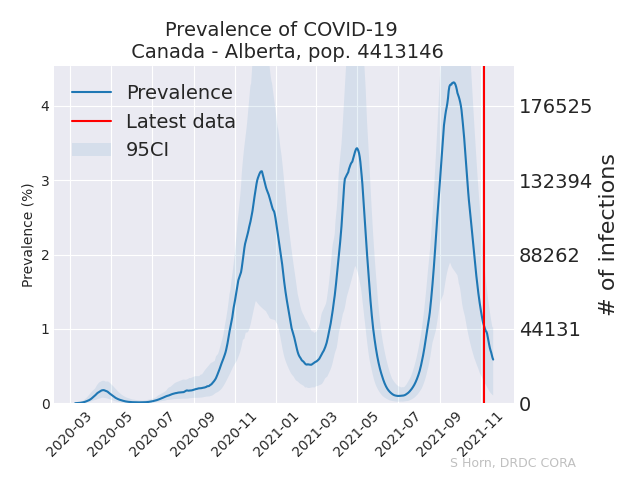 Prevalence of COVID-19
Canada - Alberta, pop. 4413146
Prevalence
Latest data
95CI
Prevalence (%)
4
3
2
1
0
176525
132394
88262
44131
0
# of infections
2020-03
2020-05
2020-07
2020-09
2020-11
2021-01
2021-03
2021-05
2021-07
2021-09
2021-11
S Horn, DRDC CORA